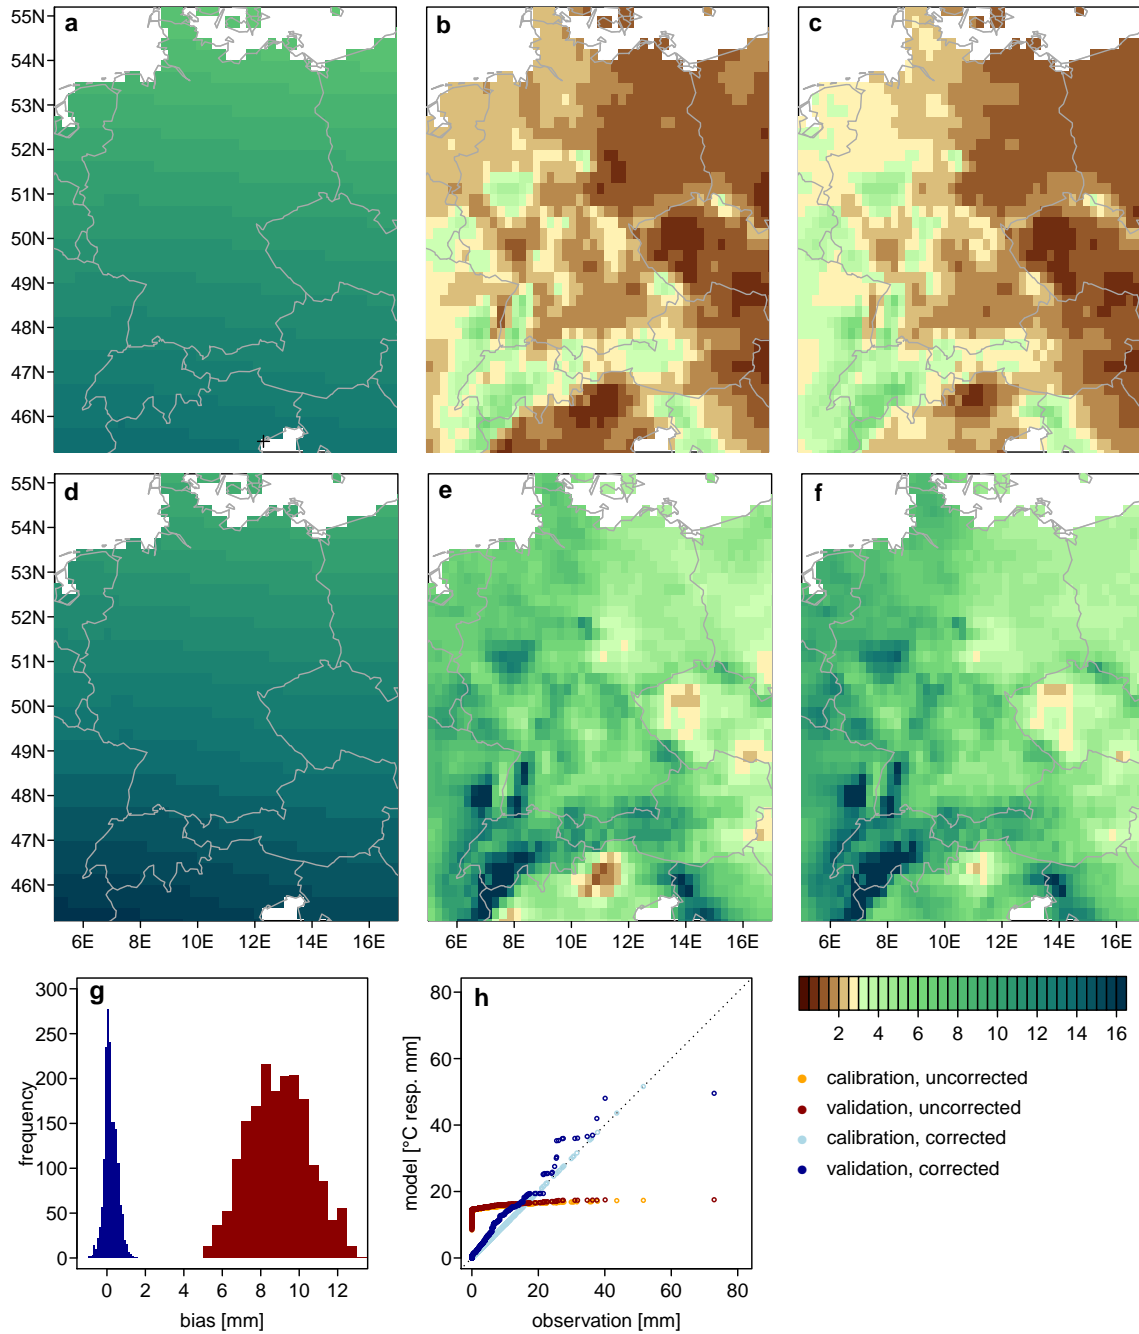 a
b
c
55N
54N
53N
52N
51N
50N
49N
48N
47N
46N
d
e
f
55N
54N
53N
52N
51N
50N
49N
48N
47N
46N
6E 8E 10E 12E 14E 16E
6E 8E 10E 12E 14E 16E
6E 8E 10E 12E 14E 16E
g
frequency
300
250
200
150
100
50
0
0 2 4 6 8 10 12
bias [mm]
h
model [°C resp. mm]
80
60
40
20
0
0 20 40 60 80
observation [mm]
2 4 6 8 10 12 14 16
calibration, uncorrected
validation, uncorrected
calibration, corrected
validation, corrected